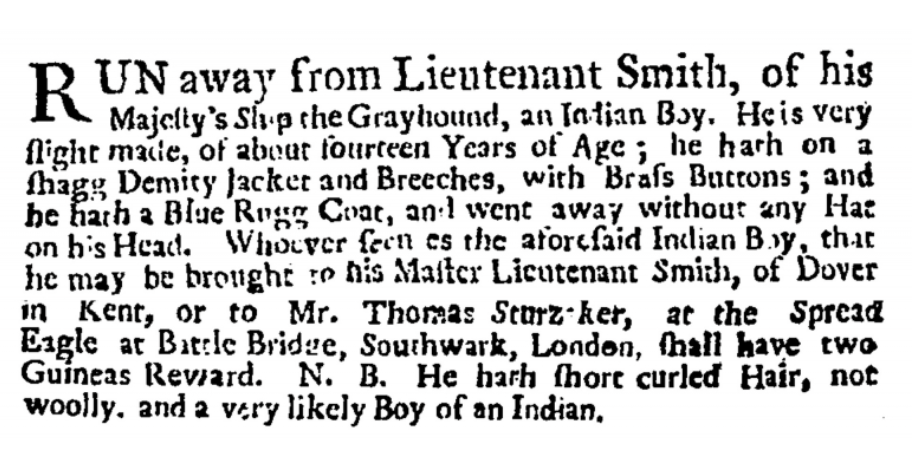 RUN away from Lieutenant Smith, of his
Majesty's Ship the Grayhound, an Indian Boy. He is very
ſlight made, of about fourteen Years of Age; he hath on a
ſhagg Demity Jacket and Breeches, with Braſs Buttons; and
he hath a Blue Rugg Coat, and went away without any Hat
on his Head. Whoever the aforeſaid Indian Boy, that
he may be brought to his Maſter Lieutenant Smith, of Dover
in Kent, or to Mr. Thomas at the Spread
Eagle at Battle Bridge, Southwark, London, ſhall have two
Guineas Reward. N. B. He hath ſhort curled Hair, not
woolly. and a very likely Boy of an Indian.